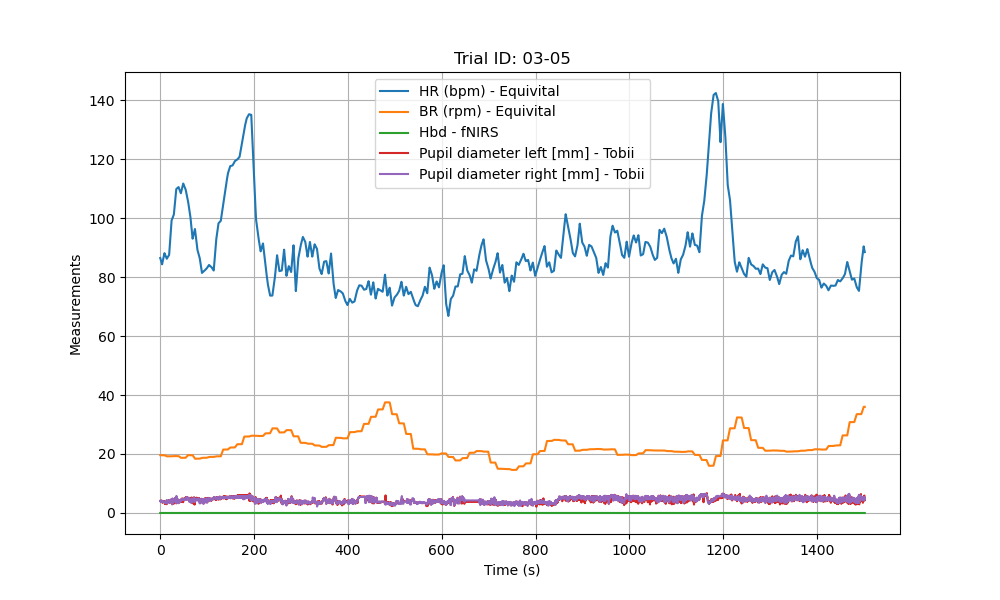 Trial ID: 03-05
HR (bpm) - Equivital
BR (rpm) - Equivital
Hbd - fNIRS
Pupil diameter left [mm] - Tobii
Pupil diameter right [mm] - Tobii
Measurements
140
120
100
80
60
40
20
0
0 200 400 600 800 1000 1200 1400
Time (s)